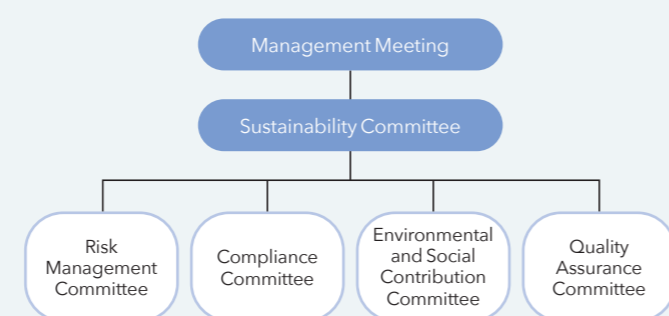 Management Meeting
Sustainability Committee
Risk
Management
Committee
Compliance
Committee
Environmental
and Social
Contribution
Committee
Quality
Assurance
Committee